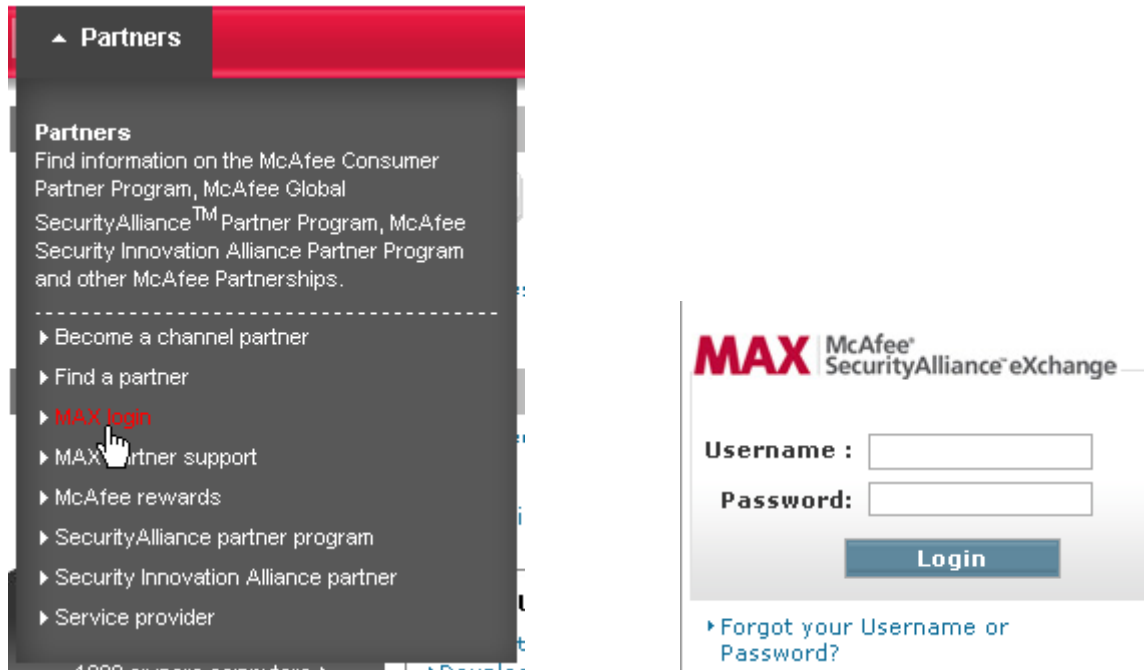 Partners
Partners
Find information on the McAfee Consumer
Partner Program, McAfee Global
SecurityAlliance™ Partner Program, McAfee
Security Innovation Alliance Partner Program
and other McAfee Partnerships.
Become a channel partner
Find a partner
MAX login
MAX partner support
McAfee rewards
SecurityAlliance partner program
Security Innovation Alliance partner
Service provider
MAX McAfee®
SecurityAlliance™ eXchange
Username :
Password:
Login
Forgot your Username or
Password?